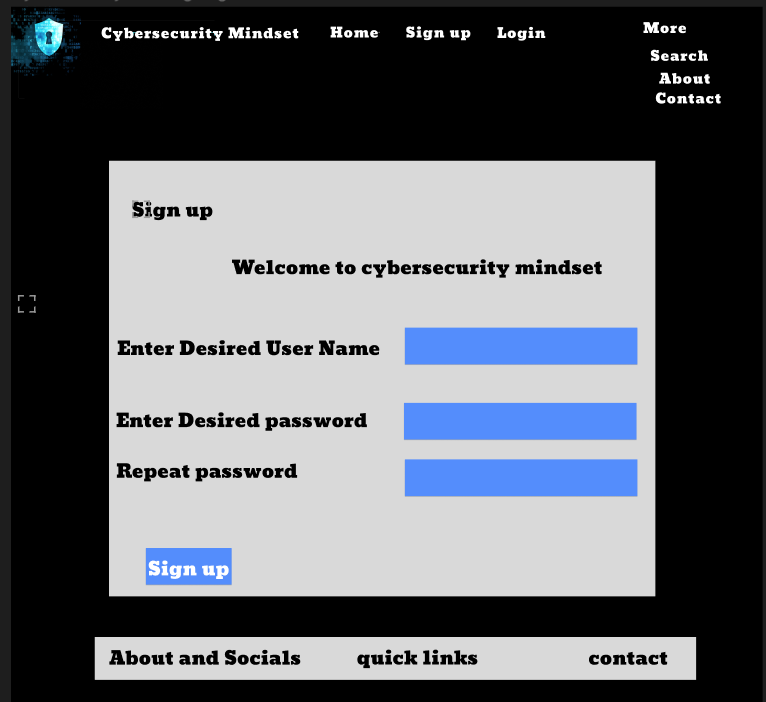 Cybersecurity Mindset Home Sign up Login More
Search
About
Contact
Sign up
Welcome to cybersecurity mindset
Enter Desired User Name
Enter Desired password
Repeat password
Sign up
About and Socials quick links contact